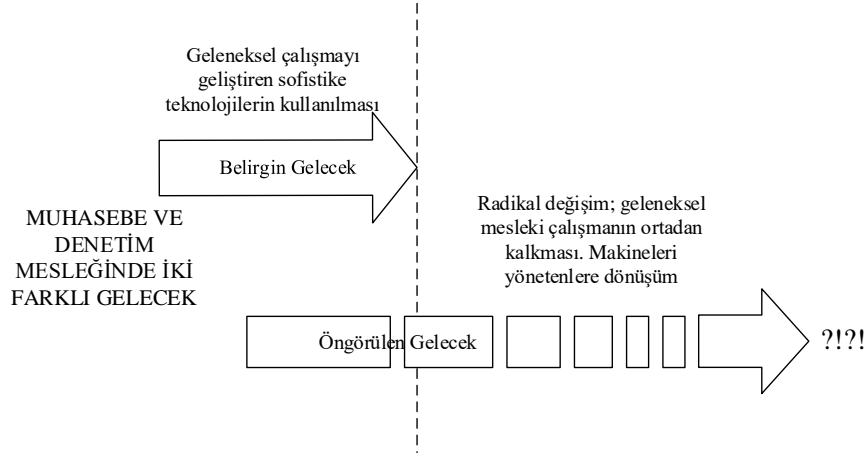 Geleneksel çalışmayı
geliştiren sofistike
teknolojilerin kullanılması
Belirgin Gelecek
MUHASEBE VE
DENETİM
MESLEĞİNDE İKİ
FARKLI GELECEK
Radikal değişim; geleneksel
mesleki çalışmanın ortadan
kalkması. Makineleri
yönetenlere dönüşüm
Öngörülen Gelecek
?!?!